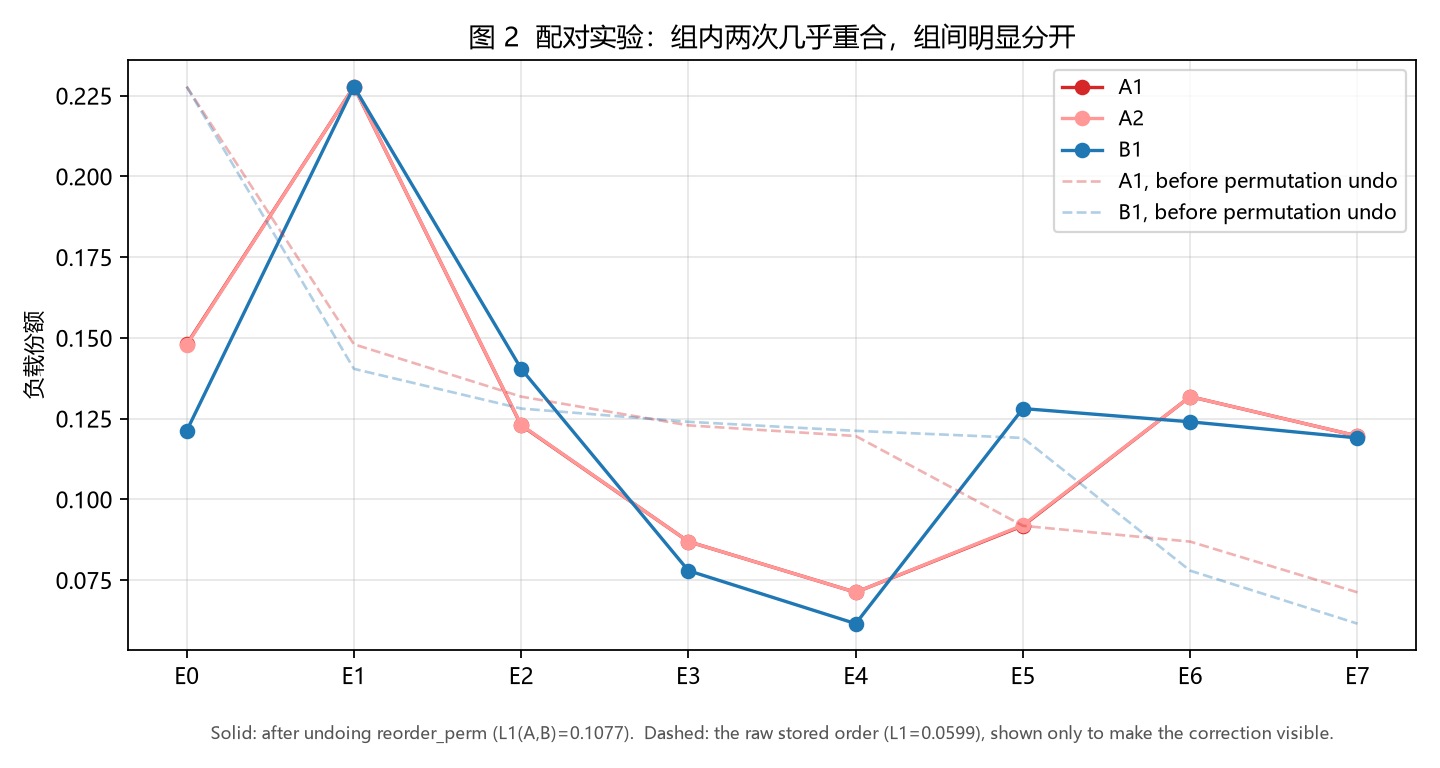 图 2 配对实验：组内两次几乎重合，组间明显分开
A1
A2
B1
A1, before permutation undo
B1, before permutation undo
负载份额
0.225
0.200
0.175
0.150
0.125
0.100
0.075
E0 E1 E2 E3 E4 E5 E6 E7
Solid: after undoing reorder_perm (L1(A,B)=0.1077). Dashed: the raw stored order (L1=0.0599), shown only to make the correction visible.